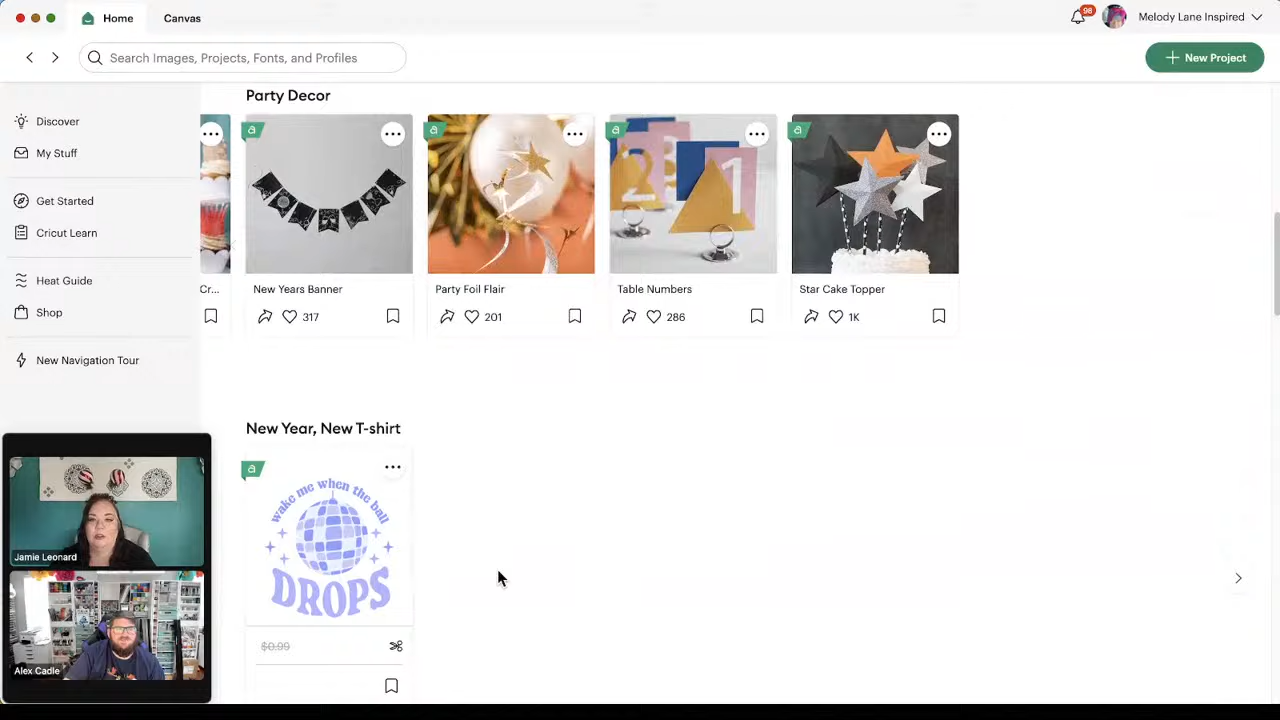 Home
Canvas
98
Melody Lane Inspired
Search Images, Projects, Fonts, and Profiles
New Project
Party Decor
Discover
My Stuff
Get Started
Cricut Learn
Heat Guide
Shop
New Navigation Tour
Cr...
New Years Banner
317
Party Foil Flair
201
2
1
Table Numbers
286
Star Cake Topper
1K
New Year, New T-shirt
wake me when the ball
DROPS
$0.99
Jamie Leonard
Alex Cadle